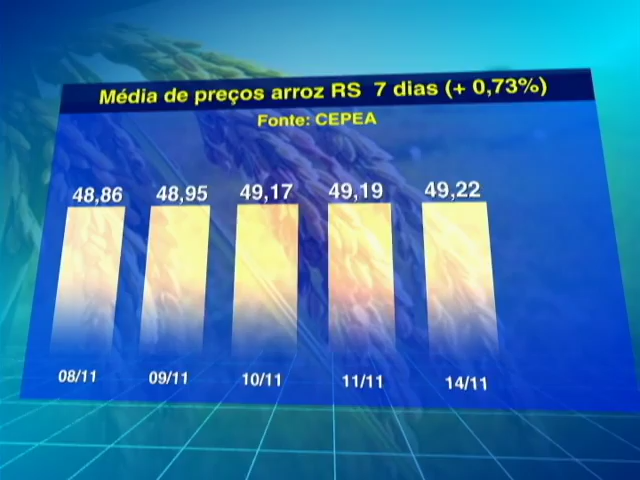 Média de preços arroz RS 7 dias (+ 0,73%)
Fonte: CEPEA
48,86 48,95 49,17 49,19 49,22
08/11 09/11 10/11 11/11 14/11